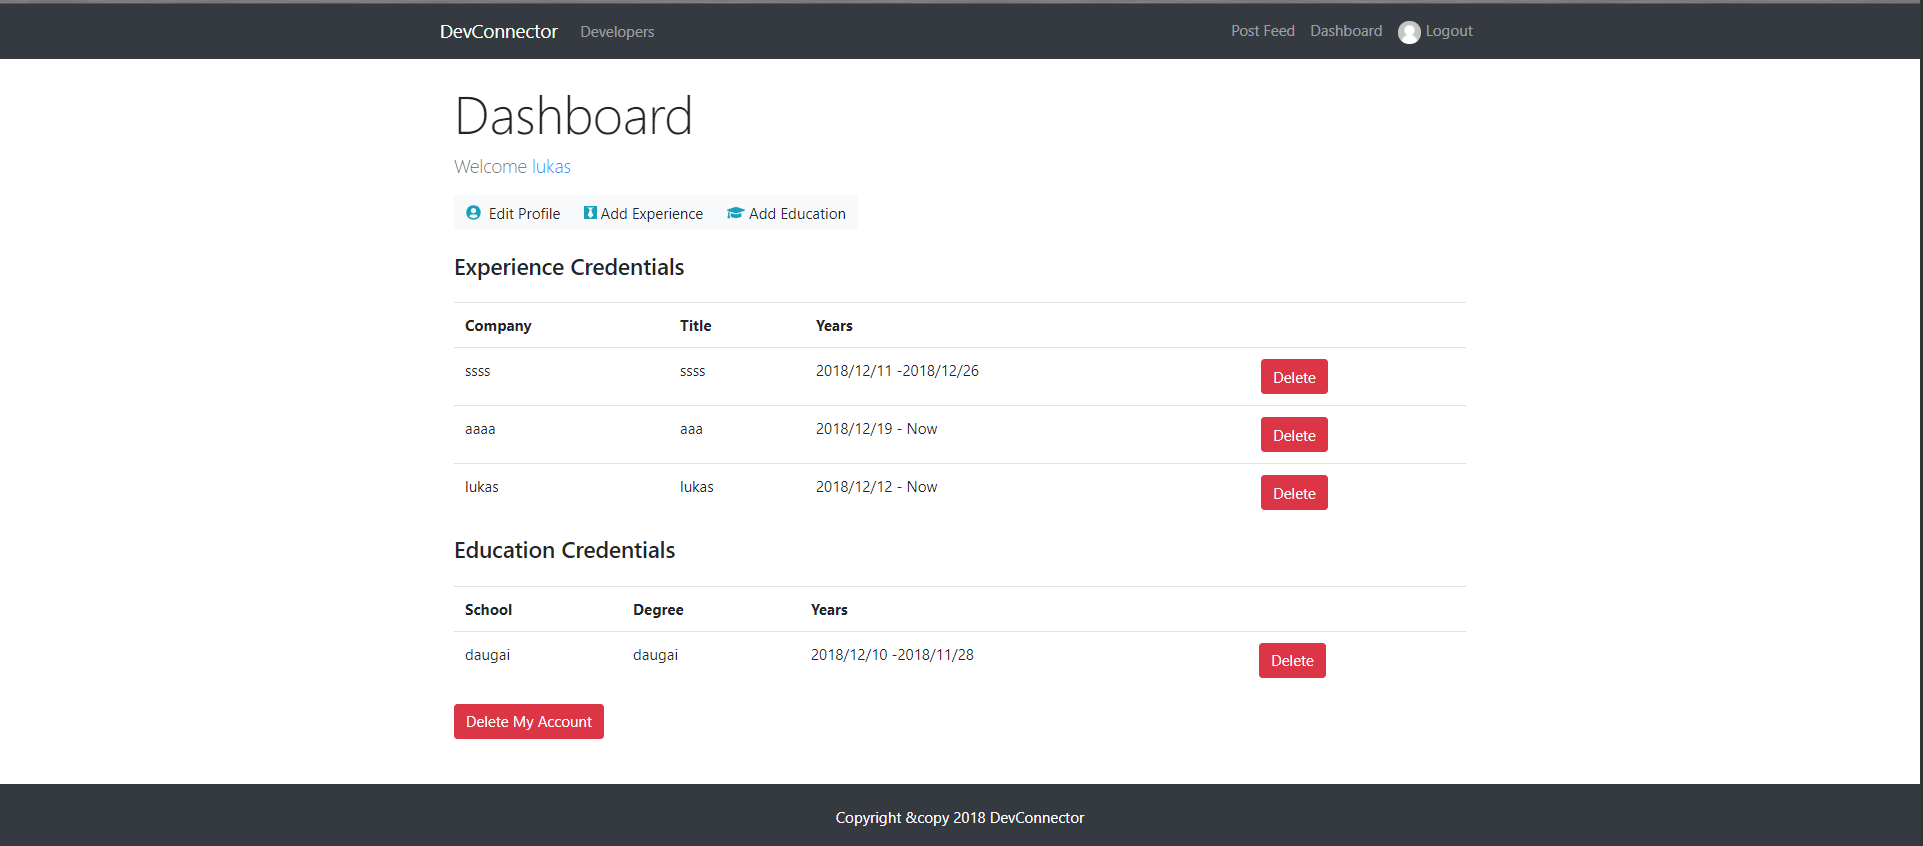 DevConnector Developers Post Feed Dashboard Logout
Dashboard
Welcome lukas
Edit Profile Add Experience Add Education
Experience Credentials
Company Title Years
ssss ssss 2018/12/11 -2018/12/26 Delete
aaaa aaa 2018/12/19 - Now Delete
lukas lukas 2018/12/12 - Now Delete
Education Credentials
School Degree Years
daugai daugai 2018/12/10 -2018/11/28 Delete
Delete My Account
Copyright &copy 2018 DevConnector